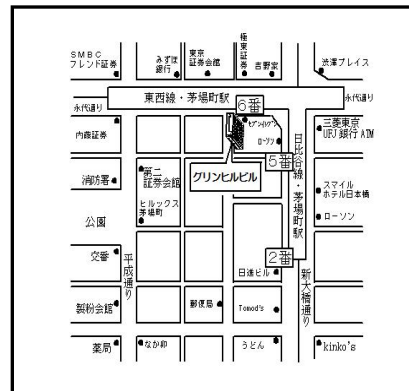 SMBC
フレンド証券
みずほ
銀行
東京
証券会館
極東証券
吉野家
渋澤プレイス
永代通り
東西線・茅場町駅
永代通り
6番
内藤証券
セブンイレブン
ローソン
三菱東京
UFJ銀行ATM
5番
日比谷線・茅場町駅
グリンヒルビル
消防署
第二
証券会館
ヒルックス
茅場町
スマイル
ホテル日本橋
ローソン
公園
交番
平成通り
2番
日進ビル
新大橋通り
製粉会館
郵便局
Tomod's
薬局
なか卯
うどん
kinko's